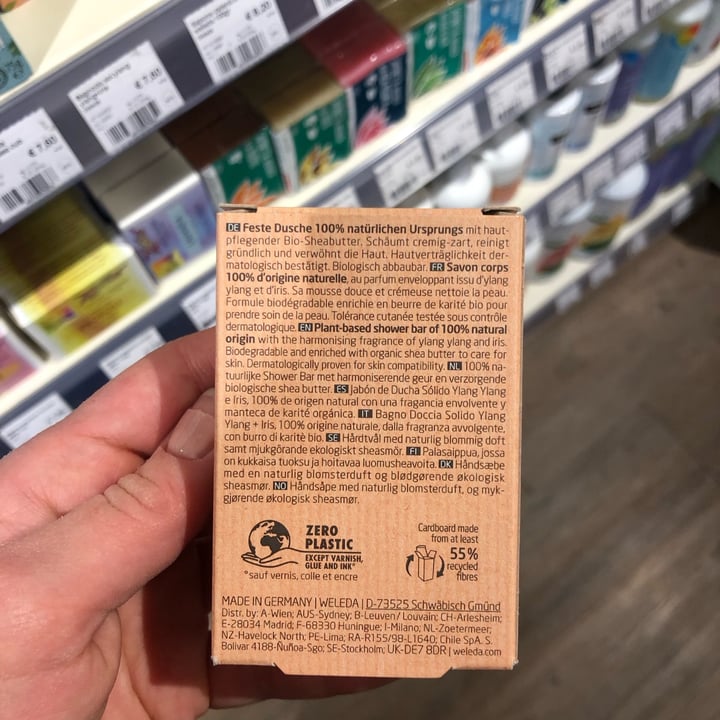 € 7.60
€ 7.60
€ 8.20
DE Feste Dusche 100% natürlichen Ursprungs mit haut-
pflegender Bio-Sheabutter. Schäumt cremig-zart, reinigt
gründlich und verwöhnt die Haut. Hautverträglichkeit der-
matologisch bestätigt. Biologisch abbaubar. FR Savon corps
100% d'origine naturelle, au parfum enveloppant issu d'ylang
ylang et d'iris. Sa mousse douce et crémeuse nettoie la peau.
Formule biodégradable enrichie en beurre de karité bio pour
prendre soin de la peau. Tolérance cutanée testée sous contrôle
dermatologique. EN Plant-based shower bar of 100% natural
origin with the harmonising fragrance of ylang ylang and iris.
Biodegradable and enriched with organic shea butter to care for
skin. Dermatologically proven for skin compatibility. NL 100% na-
tuurlijke Shower Bar met harmoniserende geur en verzorgende
biologische shea butter. ES Jabón de Ducha Sólido Ylang Ylang
e Iris, 100% de origen natural con una fragancia envolvente y
manteca de karité orgánica. IT Bagno Doccia Solido Ylang
Ylang + Iris, 100% origine naturale, dalla fragranza avvolgente,
con burro di karitè bio. SE Hårdtvål med naturlig blommig doft
samt mjukgörande ekologiskt sheasmör. FI Palasaippua, jossa
on kukkaisa tuoksu ja hoitavaa luomusheavoita. DK Håndsæbe
med en naturlig blomsterduft og blødgørende økologisk
sheasmør. NO Håndsåpe med naturlig blomsterduft, og myk-
gjørende økologisk sheasmør.
ZERO
PLASTIC
EXCEPT VARNISH,
GLUE AND INK*
*sauf vernis, colle et encre
Cardboard made
from at least
55%
recycled
fibres
MADE IN GERMANY | WELEDA | D-73525 Schwäbisch Gmünd
Distr. by: A-Wien; AUS-Sydney; B-Leuven/ Louvain; CH-Arlesheim;
E-28034 Madrid; F-68330 Huningue; I-Milano; NL-Zoetermeer;
NZ-Havelock North; PE-Lima; RA-R155/98-L1640; Chile SpA. S.
Bolivar 4188-Ñuñoa-Sgo; SE-Stockholm; UK-DE7 8DR | weleda.com